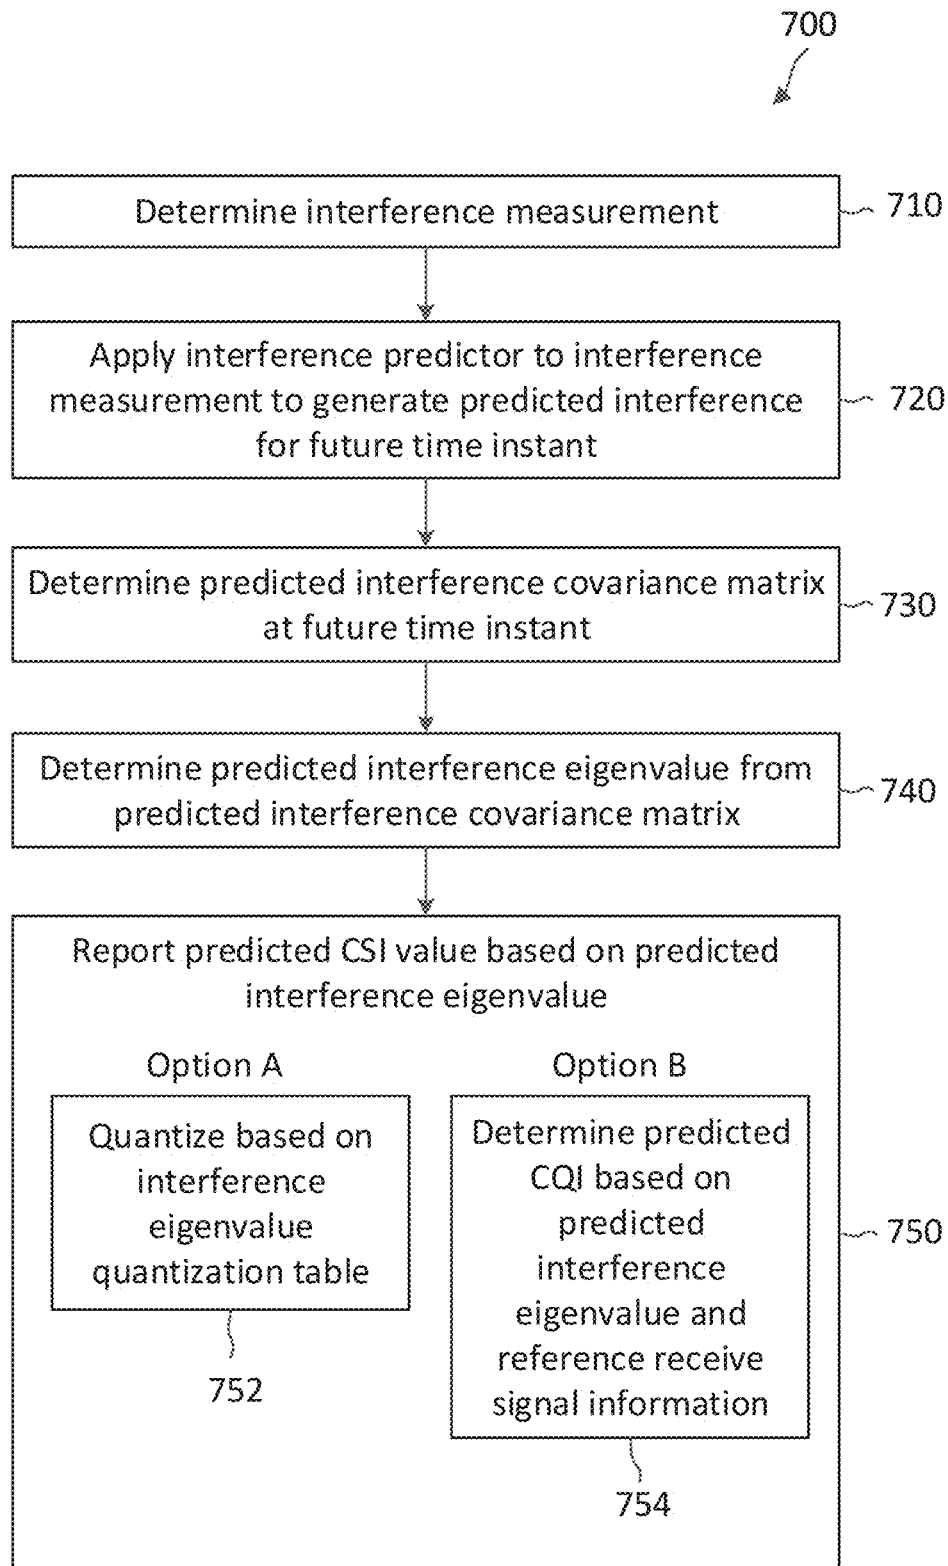 700
Determine interference measurement
710
Apply interference predictor to interference
measurement to generate predicted interference
for future time instant
720
Determine predicted interference covariance matrix
at future time instant
730
Determine predicted interference eigenvalue from
predicted interference covariance matrix
740
Report predicted CSI value based on predicted
interference eigenvalue
Option A
Quantize based on
interference
eigenvalue
quantization table
752
Option B
Determine predicted
CQI based on
predicted
interference
eigenvalue and
reference receive
signal information
754
750